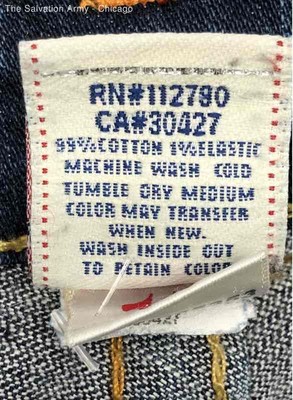 The Salvation Army - Chicago
RN#112790
CA#30427
99%COTTON 1%ELASTIC
MACHINE WASH COLD
TUMBLE DRY MEDIUM
COLOR MAY TRANSFER
WHEN NEW.
WASH INSIDE OUT
TO RETAIN COLOR